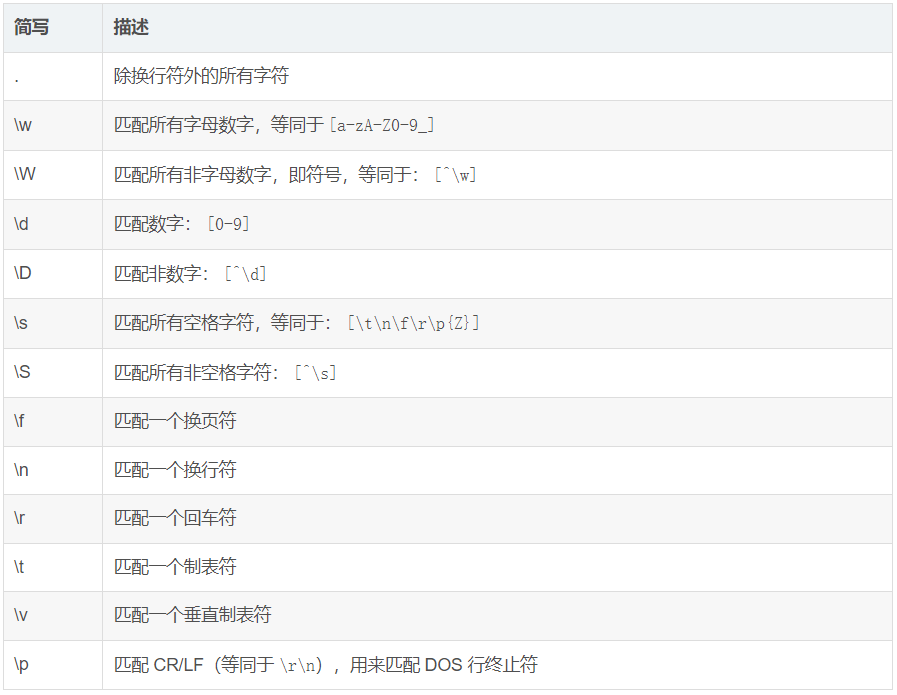 简写 描述
. 除换行符外的所有字符
\w 匹配所有字母数字，等同于 [a-zA-Z0-9_]
\W 匹配所有非字母数字，即符号，等同于： [^\w]
\d 匹配数字： [0-9]
\D 匹配非数字： [^\d]
\s 匹配所有空格字符，等同于： [\t\n\f\r\p{Z}]
\S 匹配所有非空格字符： [^\s]
\f 匹配一个换页符
\n 匹配一个换行符
\r 匹配一个回车符
\t 匹配一个制表符
\v 匹配一个垂直制表符
\p 匹配 CR/LF（等同于 \r\n），用来匹配 DOS 行终止符